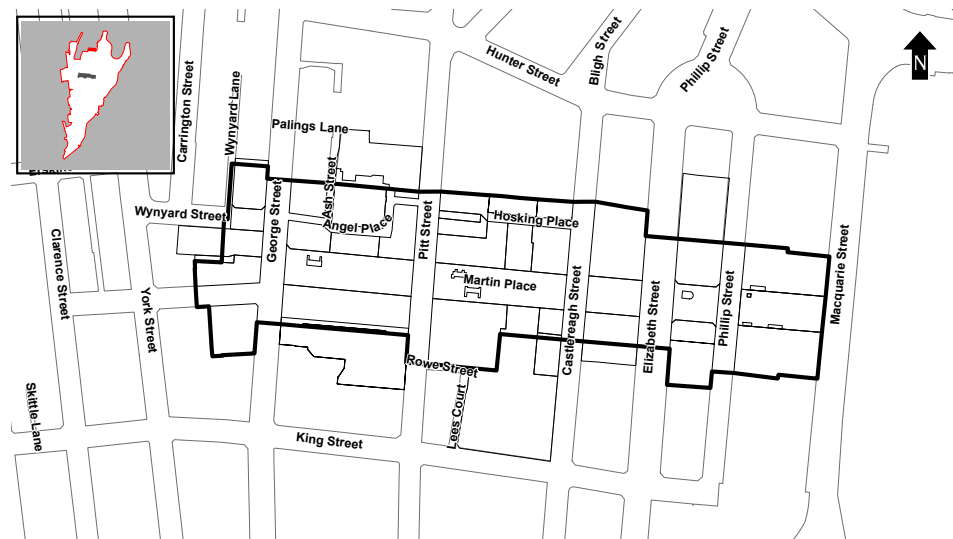 Hunter Street
Bligh Street
Phillip Street
N
Carrington Street
Wynyard Lane
Palings Lane
Ash Street
Wynyard Street
George Street
Angel Place
Pitt Street
Hosking Place
Clarence Street
York Street
Martin Place
Castlereagh Street
Elizabeth Street
Phillip Street
Macquarie Street
Rowe Street
Lees Court
Skittle Lane
King Street